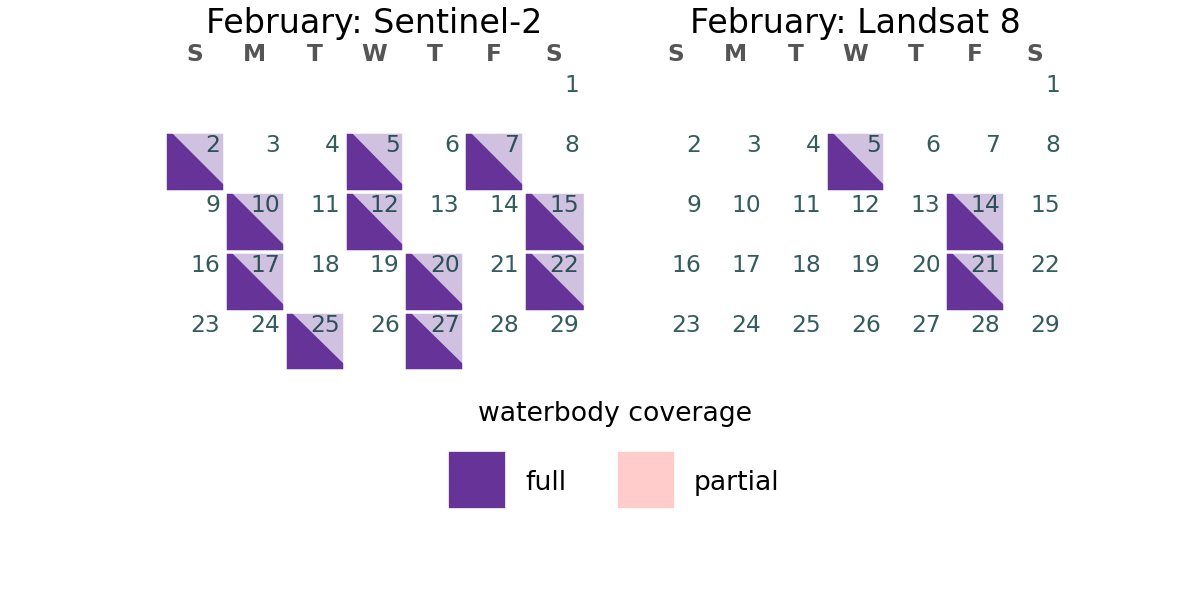 February: Sentinel-2
S M T W T F S
1
2 3 4 5 6 7 8
9 10 11 12 13 14 15
16 17 18 19 20 21 22
23 24 25 26 27 28 29
February: Landsat 8
S M T W T F S
1
2 3 4 5 6 7 8
9 10 11 12 13 14 15
16 17 18 19 20 21 22
23 24 25 26 27 28 29
waterbody coverage
full partial